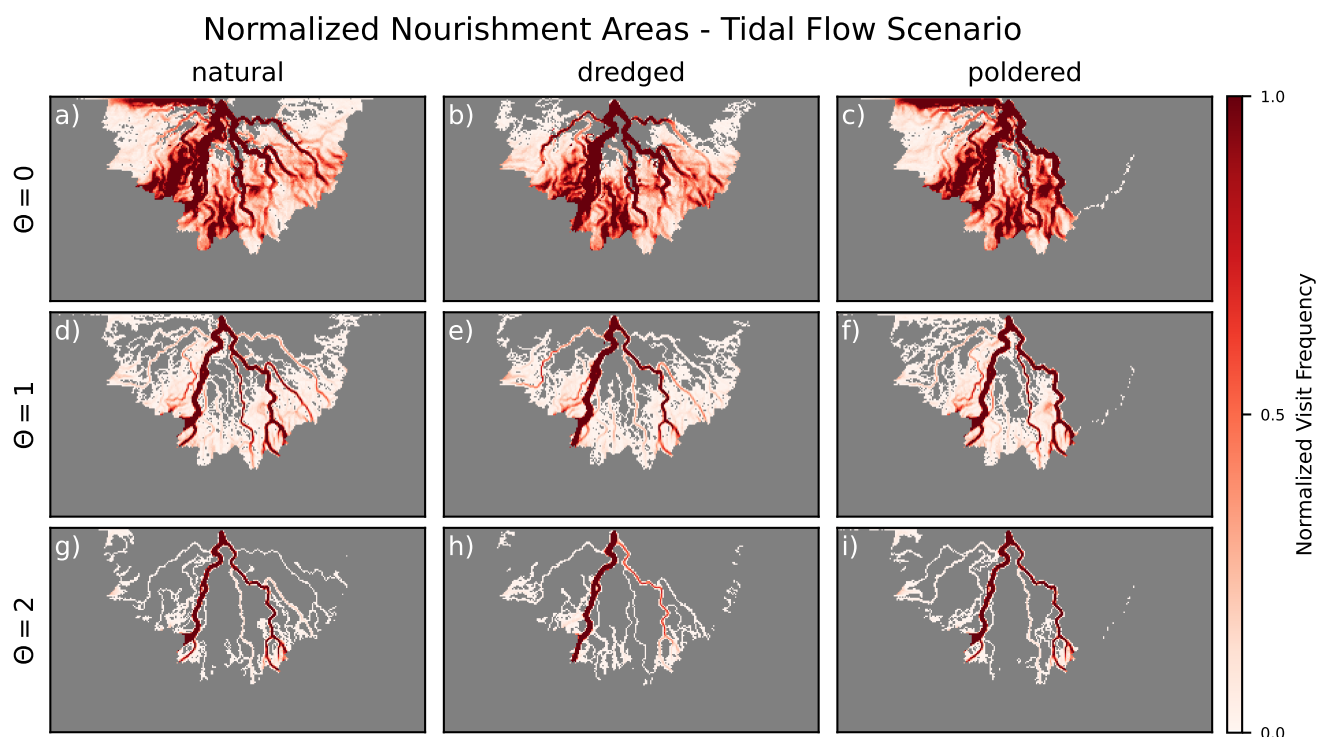 Normalized Nourishment Areas - Tidal Flow Scenario
natural dredged poldered
a) b) c)
Θ = 0
d) e) f)
Θ = 1
g) h) i)
Θ = 2
1.0
0.5
0.0
Normalized Visit Frequency